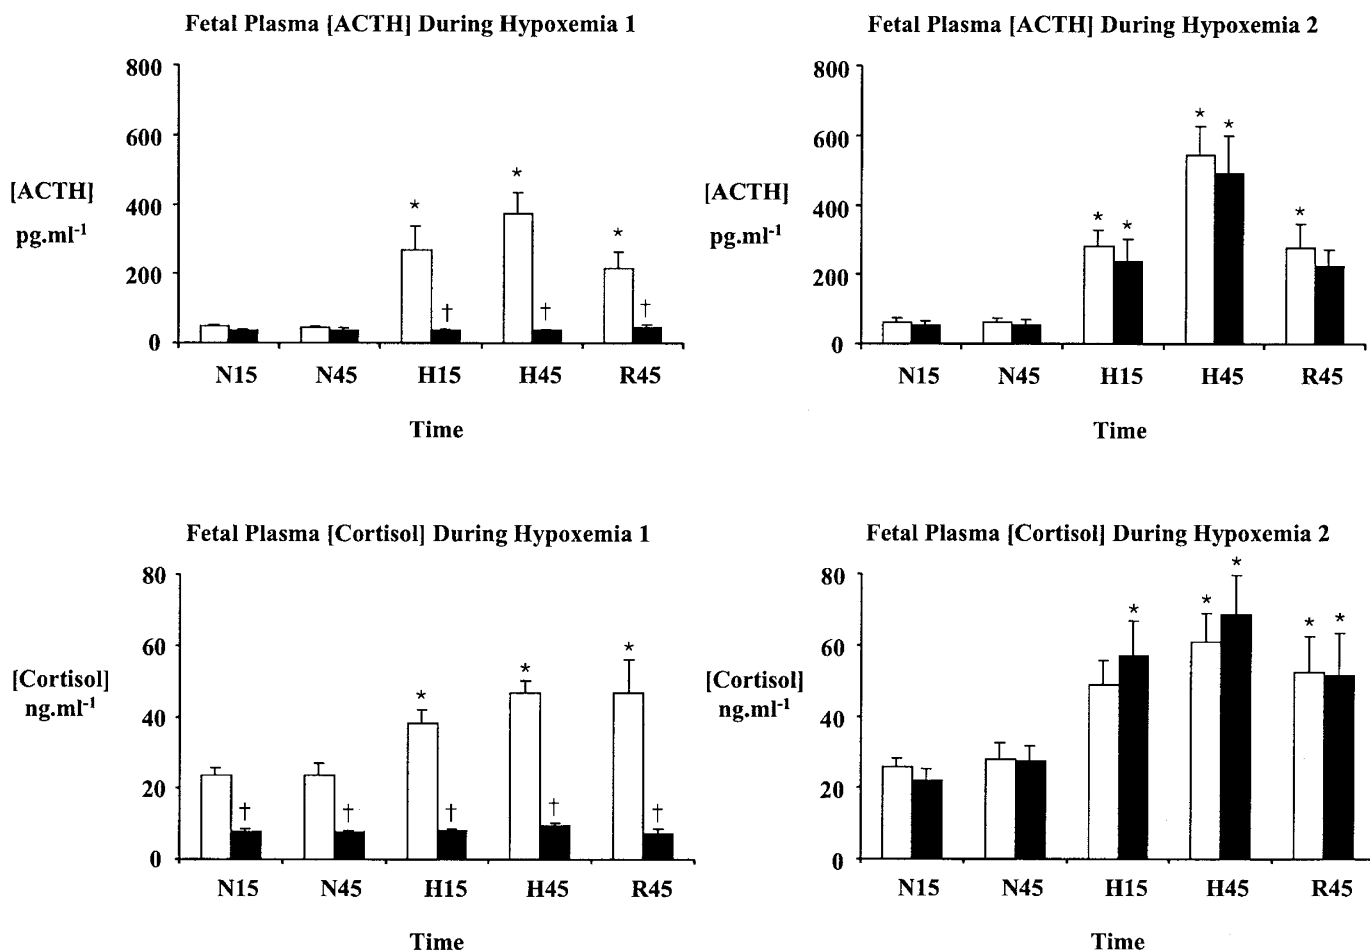 Fetal Plasma [ACTH] During Hypoxemia 1
800
600
400
200
0
[ACTH]
pg.ml-1
*
*
*
†
†
†
N15 N45 H15 H45 R45
Time
Fetal Plasma [ACTH] During Hypoxemia 2
800
600
400
200
0
[ACTH]
pg.ml-1
* *
* *
*
N15 N45 H15 H45 R45
Time
Fetal Plasma [Cortisol] During Hypoxemia 1
80
60
40
20
0
[Cortisol]
ng.ml-1
*
*
*
† † † † †
N15 N45 H15 H45 R45
Time
Fetal Plasma [Cortisol] During Hypoxemia 2
80
60
40
20
0
[Cortisol]
ng.ml-1
*
* *
* *
N15 N45 H15 H45 R45
Time